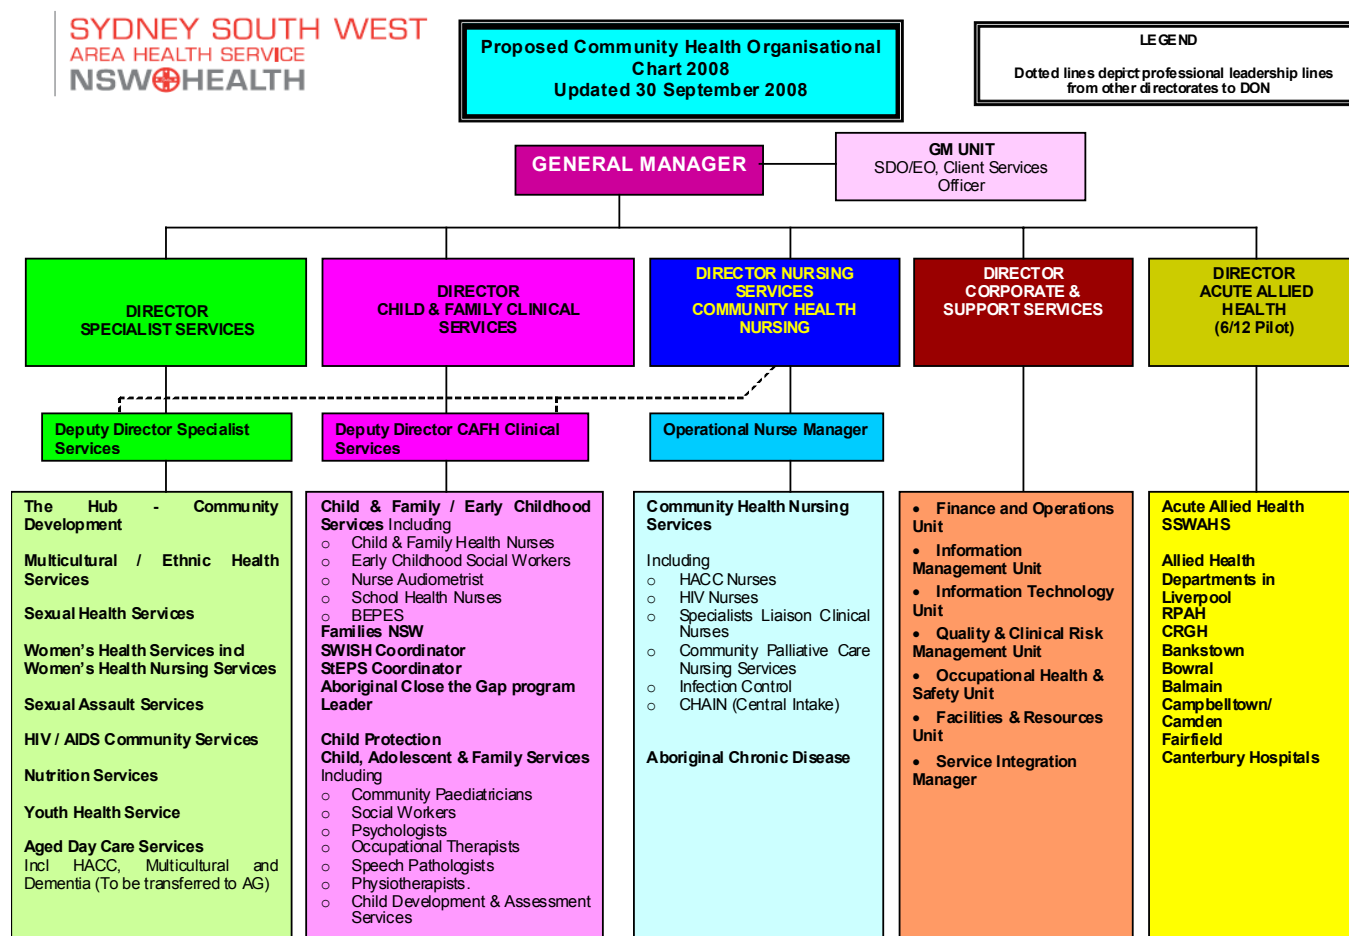 SYDNEY SOUTH WEST
AREA HEALTH SERVICE
NSW HEALTH
Proposed Community Health Organisational
Chart 2008
Updated 30 September 2008
LEGEND
Dotted lines depict professional leadership lines
from other directorates to DON
GENERAL MANAGER
GM UNIT
SDO/EO, Client Services
Officer
DIRECTOR
SPECIALIST SERVICES
DIRECTOR
CHILD & FAMILY CLINICAL
SERVICES
DIRECTOR NURSING
SERVICES
COMMUNITY HEALTH
NURSING
DIRECTOR
CORPORATE &
SUPPORT SERVICES
DIRECTOR
ACUTE ALLIED
HEALTH
(6/12 Pilot)
Deputy Director Specialist
Services
Deputy Director CAFH Clinical
Services
Operational Nurse Manager
The Hub - Community
Development
Multicultural / Ethnic Health
Services
Sexual Health Services
Women's Health Services incl
Women's Health Nursing Services
Sexual Assault Services
HIV / AIDS Community Services
Nutrition Services
Youth Health Service
Aged Day Care Services
Incl HACC, Multicultural and
Dementia (To be transferred to AG)
Child & Family / Early Childhood
Services Including
o Child & Family Health Nurses
o Early Childhood Social Workers
o Nurse Audiometrist
o School Health Nurses
o BEPES
Families NSW
SWISH Coordinator
StEPS Coordinator
Aboriginal Close the Gap program
Leader
Child Protection
Child, Adolescent & Family Services
Including
o Community Paediatricians
o Social Workers
o Psychologists
o Occupational Therapists
o Speech Pathologists
o Physiotherapists.
o Child Development & Assessment
Services
Community Health Nursing
Services
Including
o HACC Nurses
o HIV Nurses
o Specialists Liaison Clinical
Nurses
o Community Palliative Care
Nursing Services
o Infection Control
o CHAIN (Central Intake)
Aboriginal Chronic Disease
• Finance and Operations
Unit
• Information
Management Unit
• Information Technology
Unit
• Quality & Clinical Risk
Management Unit
• Occupational Health &
Safety Unit
• Facilities & Resources
Unit
• Service Integration
Manager
Acute Allied Health
SSWAHS
Allied Health
Departments in
Liverpool
RPAH
CRGH
Bankstown
Bowral
Balmain
Campbelltown/
Camden
Fairfield
Canterbury Hospitals